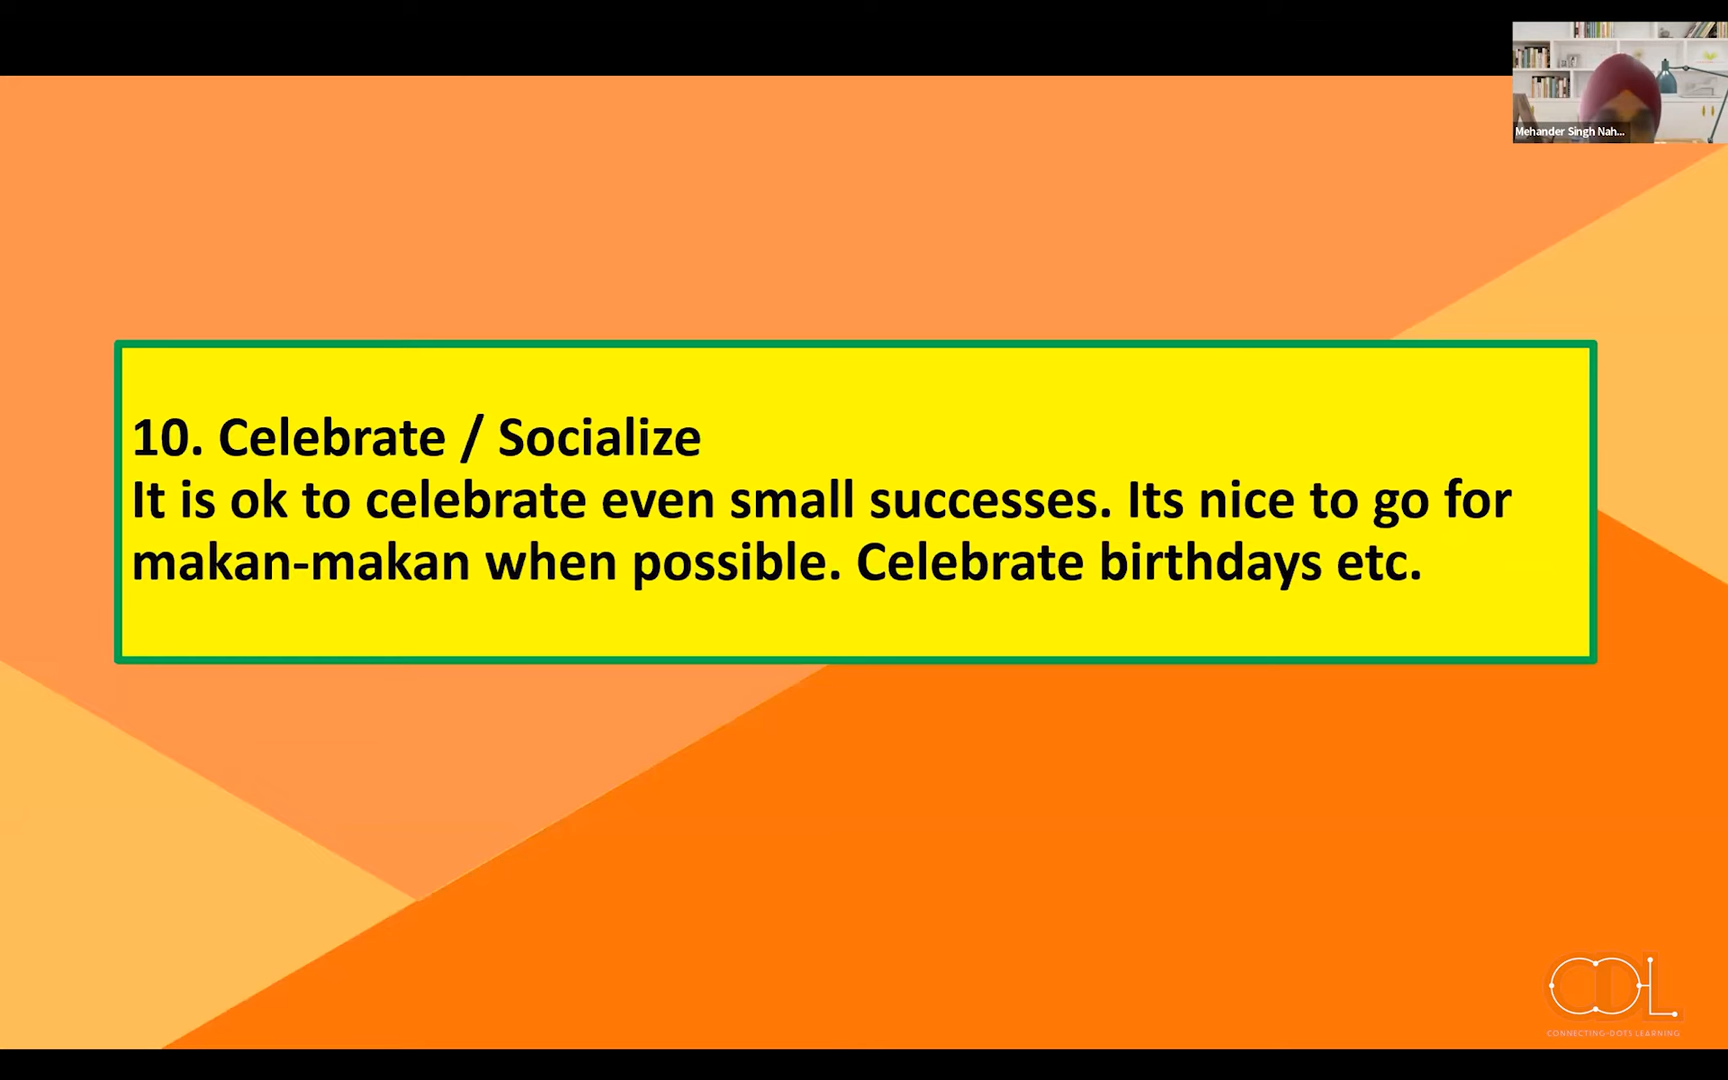 Mehander Singh Nah...
10. Celebrate / Socialize
It is ok to celebrate even small successes. Its nice to go for
makan-makan when possible. Celebrate birthdays etc.
CDL
CONNECTING-DOTS LEARNING